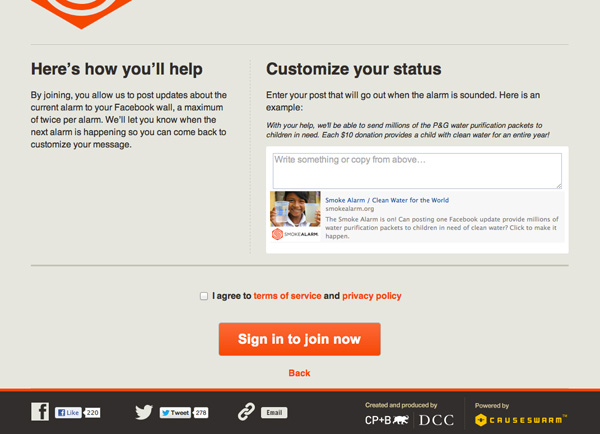 Here's how you'll help
By joining, you allow us to post updates about the
current alarm to your Facebook wall, a maximum
of twice per alarm. We'll let you know when the
next alarm is happening so you can come back to
customize your message.
Customize your status
Enter your post that will go out when the alarm is sounded. Here is an
example:
With your help, we'll be able to send millions of the P&G water purification packets to
children in need. Each $10 donation provides a child with clean water for an entire year!
Write something or copy from above...
Smoke Alarm / Clean Water for the World
smokealarm.org
The Smoke Alarm is on! Can posting one Facebook update provide millions of
water purification packets to children in need of clean water? Click to make it
happen.
SMOKEALARM.
I agree to terms of service and privacy policy
Sign in to join now
Back
Like 220
Tweet 278
Email
Created and produced by
CP+B DCC
Powered by
CAUSESWARM™